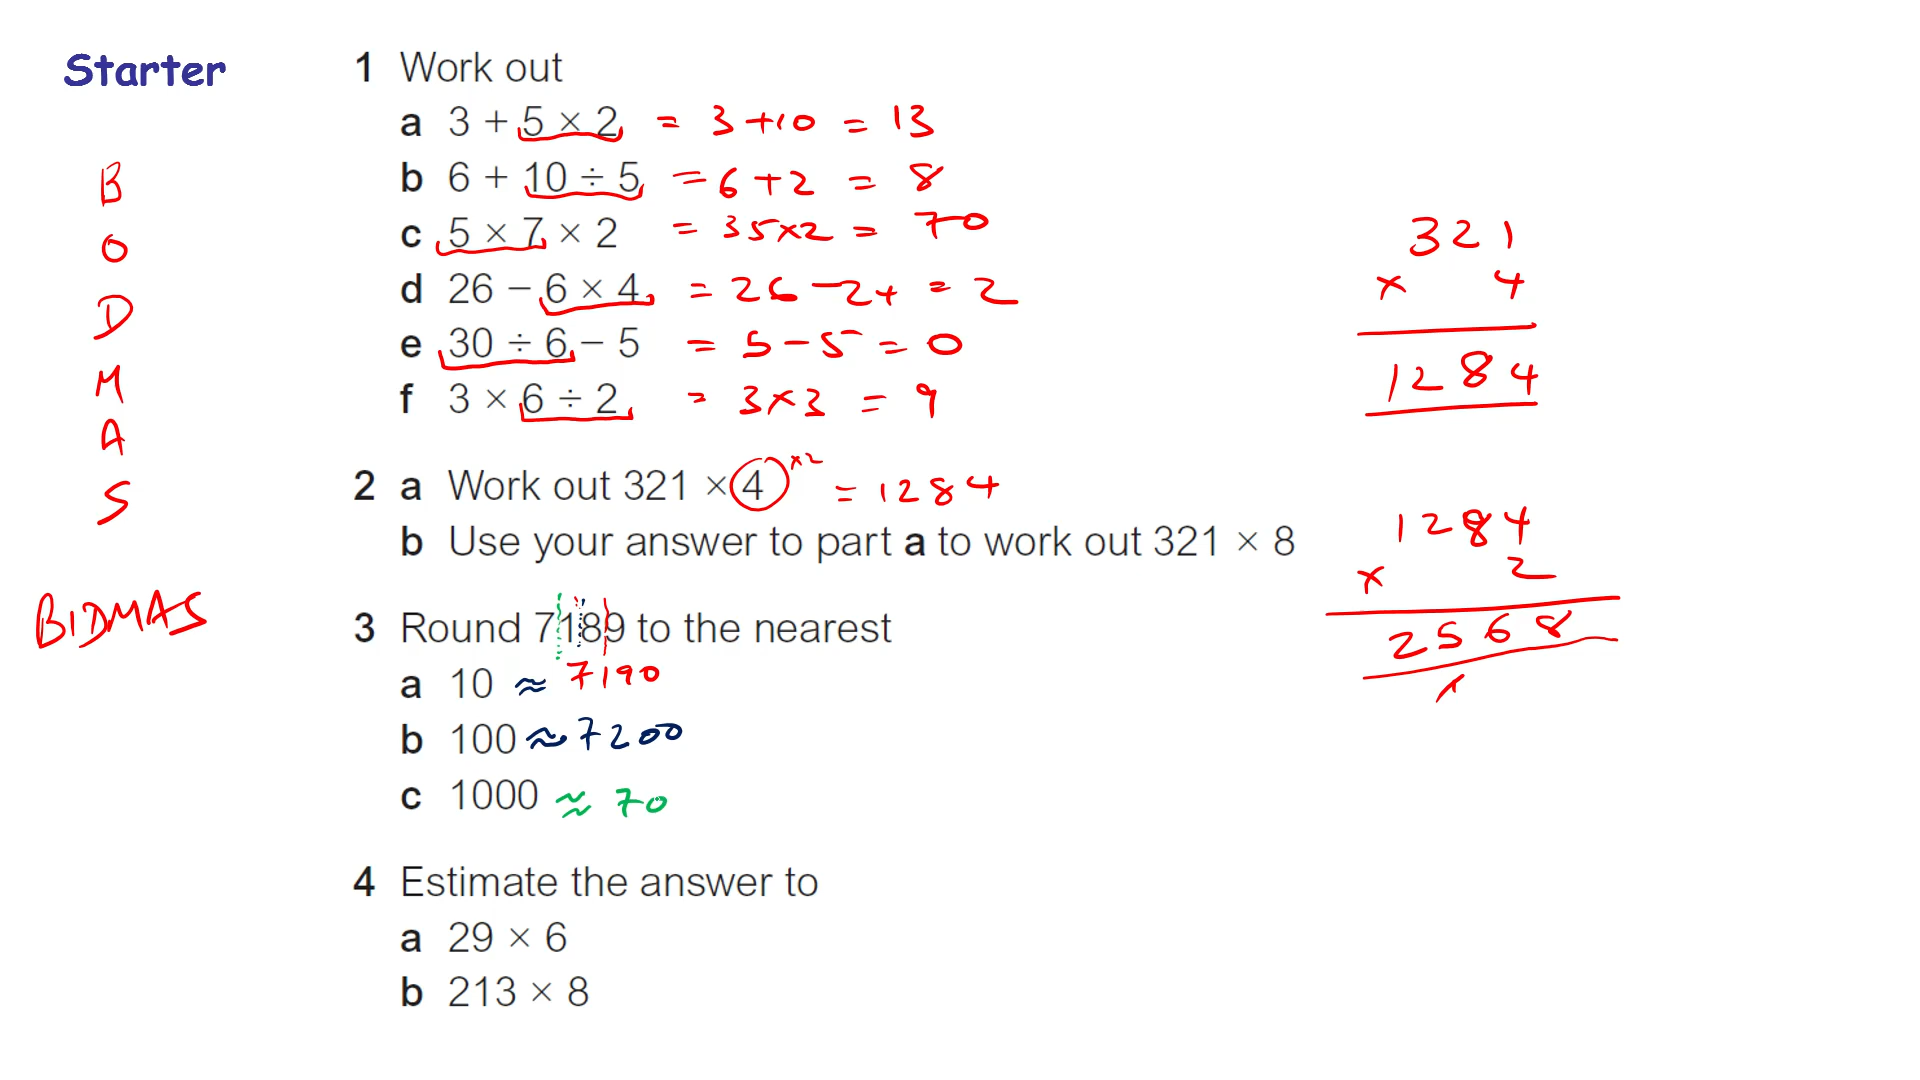 Starter
1 Work out
a 3 + 5 × 2 = 3 + 10 = 13
b 6 + 10 ÷ 5 = 6 + 2 = 8
c 5 × 7 × 2 = 35 × 2 = 70
d 26 − 6 × 4 = 26 − 24 = 2
e 30 ÷ 6 − 5 = 5 − 5 = 0
f 3 × 6 ÷ 2 = 3 × 3 = 9
B
O
D
M
A
S
BIDMAS
2 a Work out 321 × 4 ×2 = 1284
b Use your answer to part a to work out 321 × 8
3 Round 7189 to the nearest
a 10 ≈ 7190
b 100 ≈ 7200
c 1000 ≈ 70
4 Estimate the answer to
a 29 × 6
b 213 × 8
321
× 4
1284
1284
× 2
2568
1